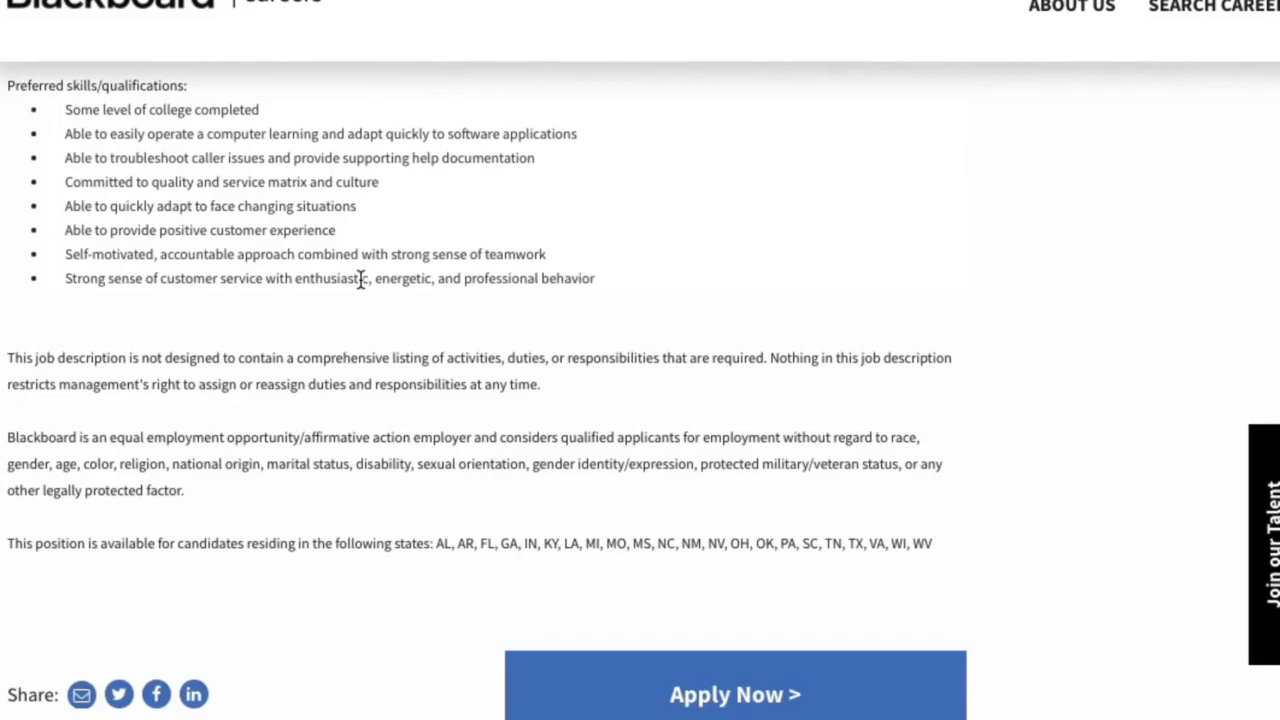 Blackboard | Careers
ABOUT US SEARCH CAREE
Preferred skills/qualifications:
• Some level of college completed
• Able to easily operate a computer learning and adapt quickly to software applications
• Able to troubleshoot caller issues and provide supporting help documentation
• Committed to quality and service matrix and culture
• Able to quickly adapt to face changing situations
• Able to provide positive customer experience
• Self-motivated, accountable approach combined with strong sense of teamwork
• Strong sense of customer service with enthusiastic, energetic, and professional behavior
This job description is not designed to contain a comprehensive listing of activities, duties, or responsibilities that are required. Nothing in this job description
restricts management's right to assign or reassign duties and responsibilities at any time.
Blackboard is an equal employment opportunity/affirmative action employer and considers qualified applicants for employment without regard to race,
gender, age, color, religion, national origin, marital status, disability, sexual orientation, gender identity/expression, protected military/veteran status, or any
other legally protected factor.
This position is available for candidates residing in the following states: AL, AR, FL, GA, IN, KY, LA, MI, MO, MS, NC, NM, NV, OH, OK, PA, SC, TN, TX, VA, WI, WV
Join our Talent
Share:
Apply Now >